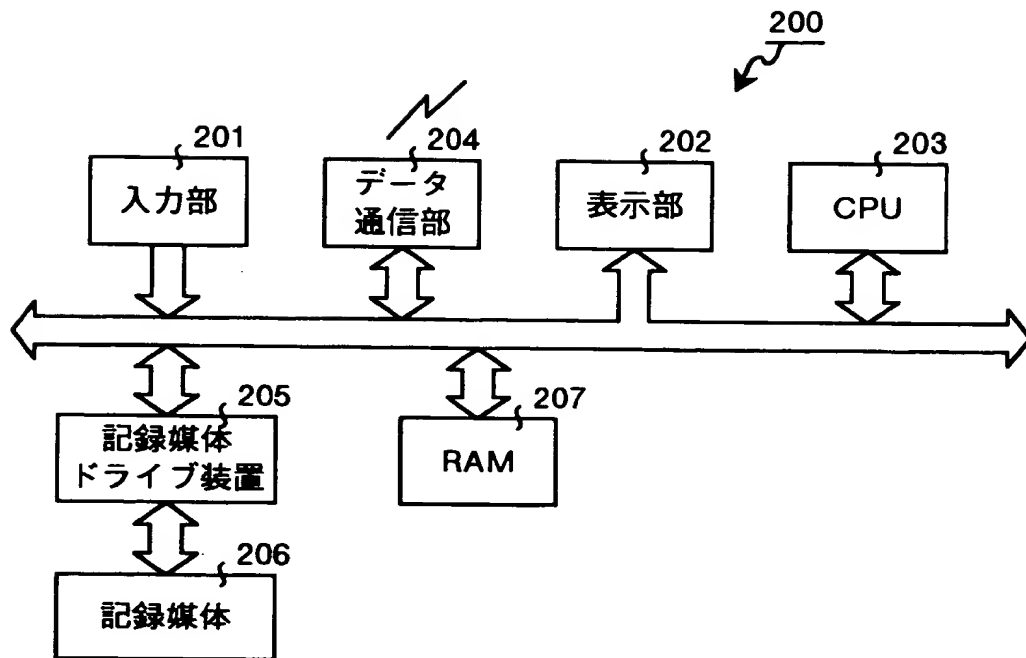 200
201
入力部
204
データ
通信部
202
表示部
203
CPU
205
記録媒体
ドライブ装置
207
RAM
206
記録媒体